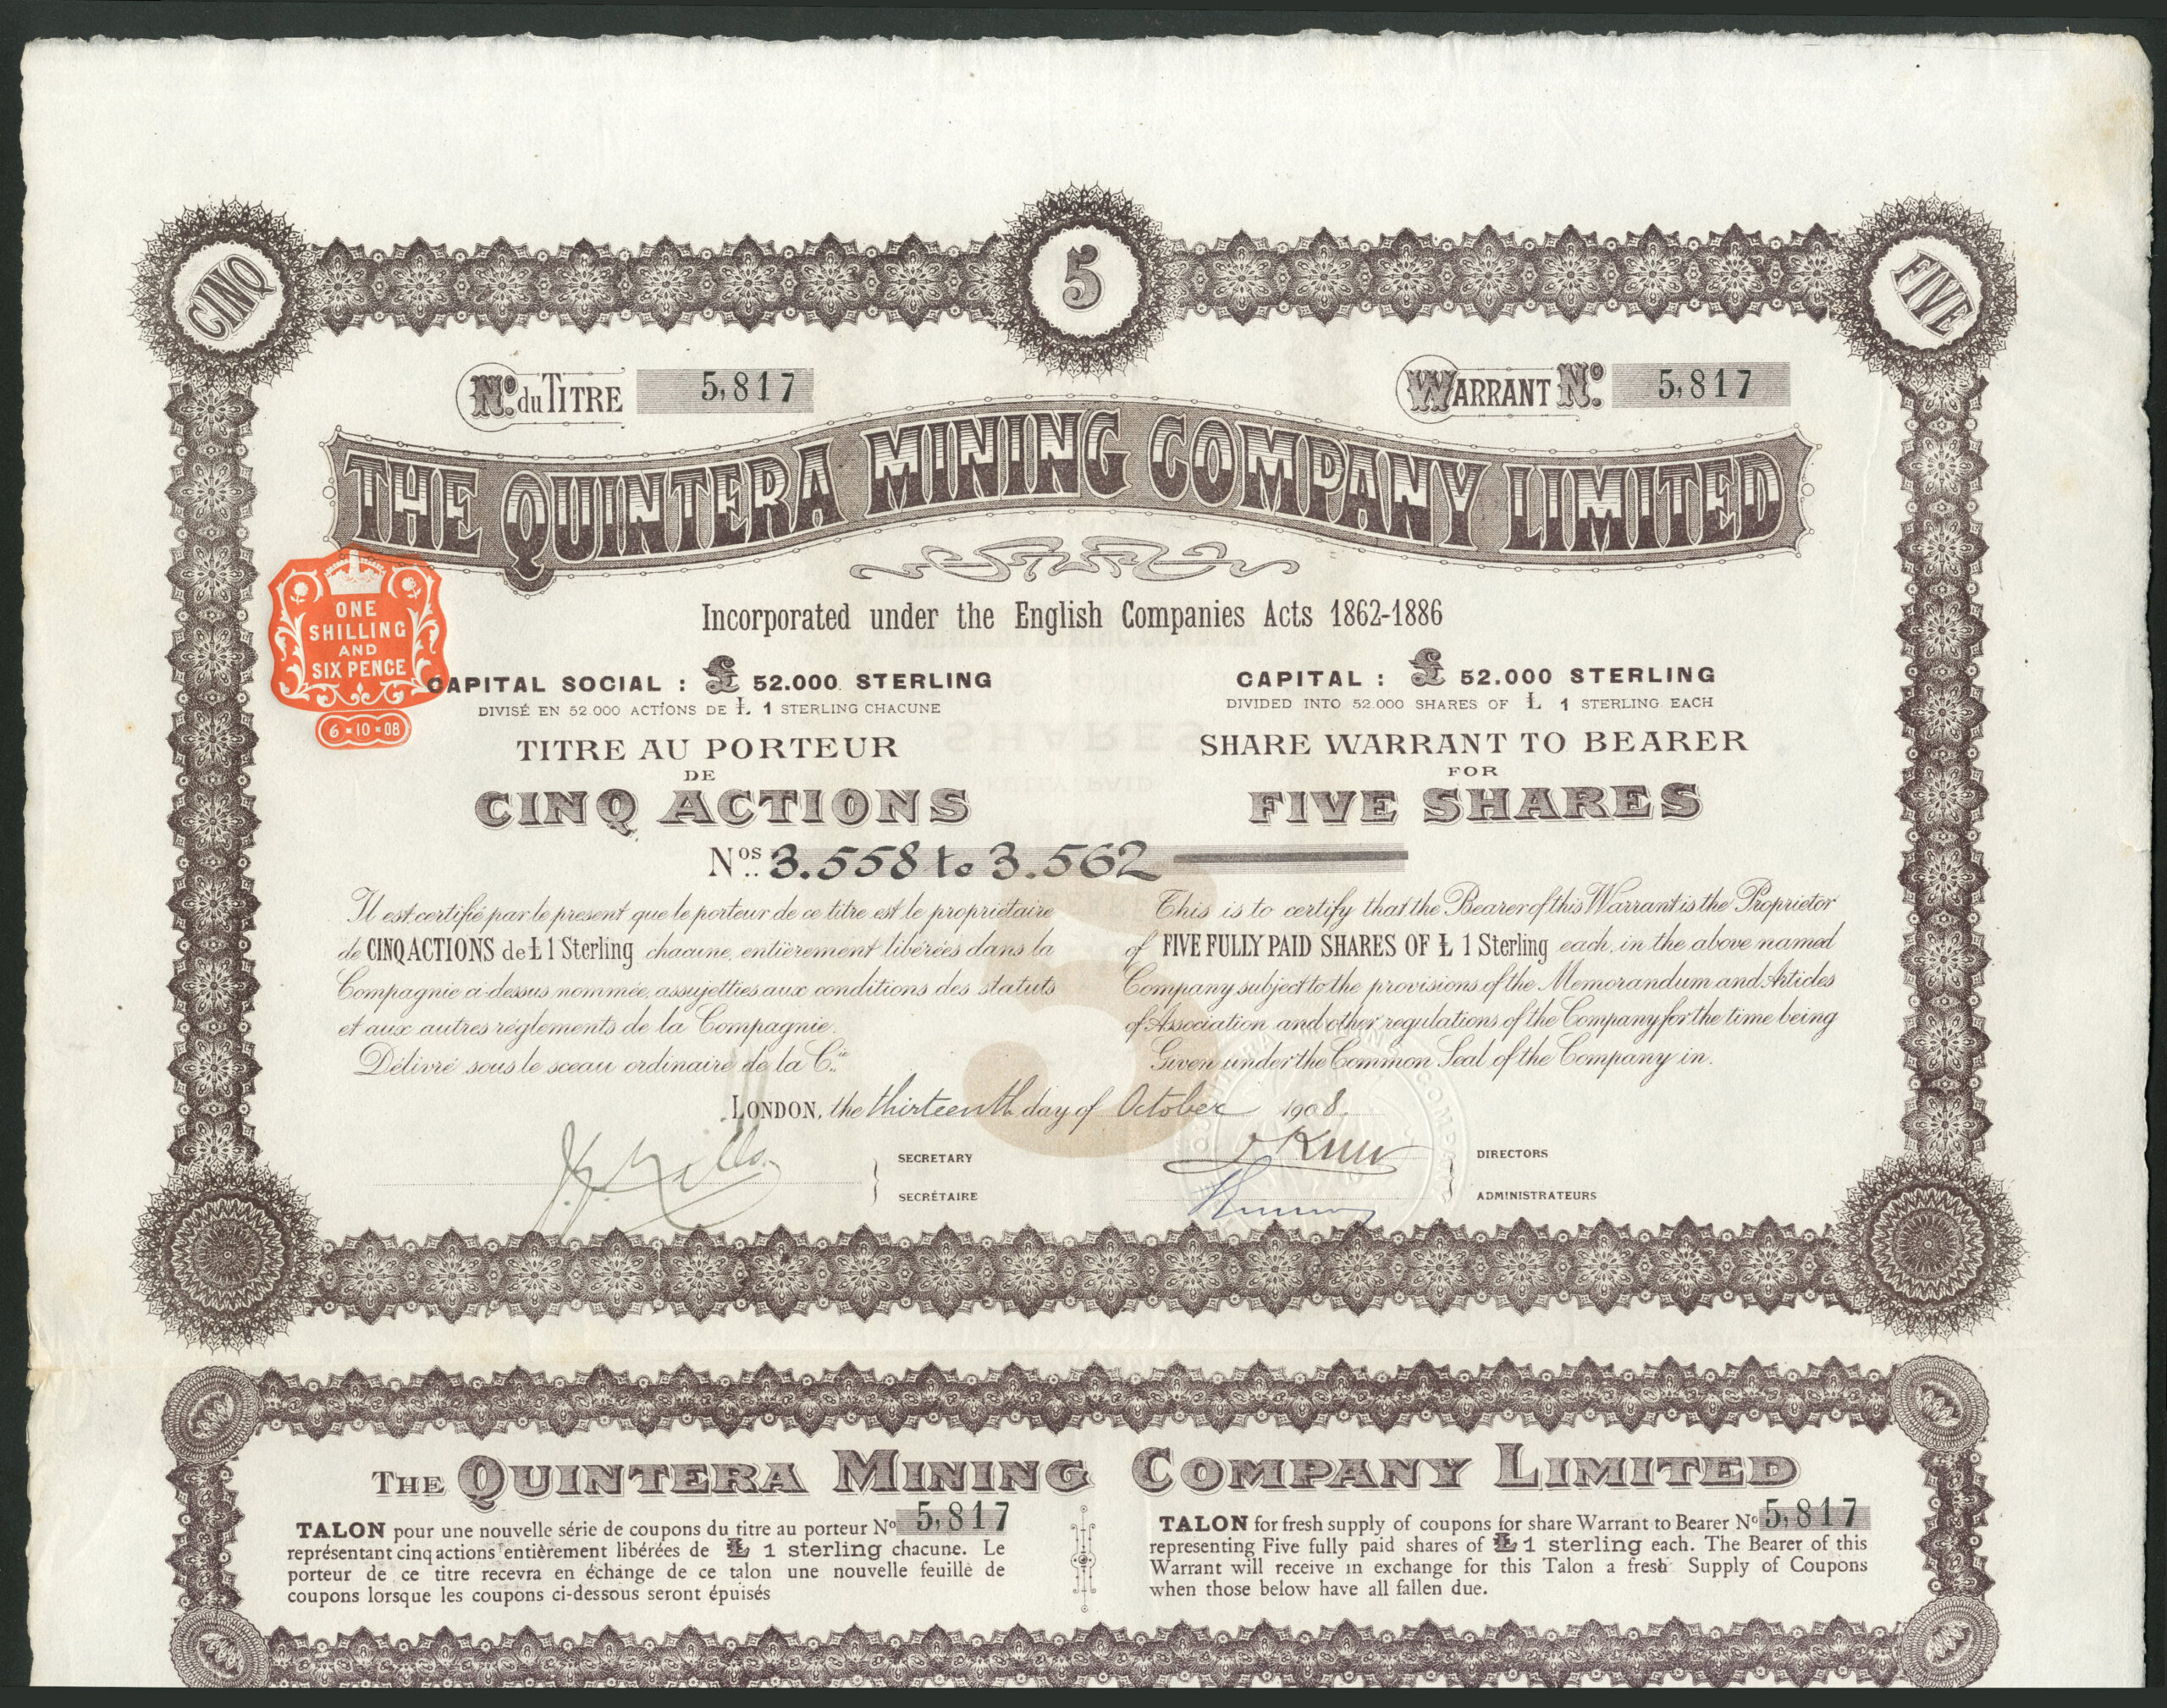 CINQ
5
FIVE
Nº du TITRE 5,817
WARRANT Nº 5,817
THE QUINTERA MINING COMPANY LIMITED
Incorporated under the English Companies Acts 1862-1886
ONE
SHILLING
AND
SIX PENCE
6·10·08
CAPITAL SOCIAL : £ 52.000 STERLING
DIVISÉ EN 52.000 ACTIONS DE £ 1 STERLING CHACUNE
TITRE AU PORTEUR
DE
CINQ ACTIONS
CAPITAL : £ 52.000 STERLING
DIVIDED INTO 52.000 SHARES OF £ 1 STERLING EACH
SHARE WARRANT TO BEARER
FOR
FIVE SHARES
Nos 3.558 to 3.562
Il est certifié par le présent que le porteur de ce titre est le propriétaire
de CINQ ACTIONS de £ 1 Sterling chacune, entièrement libérées dans la
Compagnie ci-dessus nommée, assujetties aux conditions des statuts
et aux autres réglements de la Compagnie.
Délivré sous le sceau ordinaire de la Cie
This is to certify that the Bearer of this Warrant is the Proprietor
of FIVE FULLY PAID SHARES OF £ 1 Sterling each, in the above named
Company subject to the provisions of the Memorandum and Articles
of Association and other regulations of the Company for the time being
Given under the Common Seal of the Company in.
5
LONDON, the thirteenth day of October 1908.
SECRETARY
SECRÉTAIRE
DIRECTORS
ADMINISTRATEURS
THE QUINTERA MINING COMPANY LIMITED
TALON pour une nouvelle série de coupons du titre au porteur Nº 5,817
représentant cinq actions entièrement libérées de £ 1 sterling chacune. Le
porteur de ce titre recevra en échange de ce talon une nouvelle feuille de
coupons lorsque les coupons ci-dessous seront épuisés
TALON for fresh supply of coupons for share Warrant to Bearer Nº 5,817
representing Five fully paid shares of £ 1 sterling each. The Bearer of this
Warrant will receive in exchange for this Talon a fresh Supply of Coupons
when those below have all fallen due.